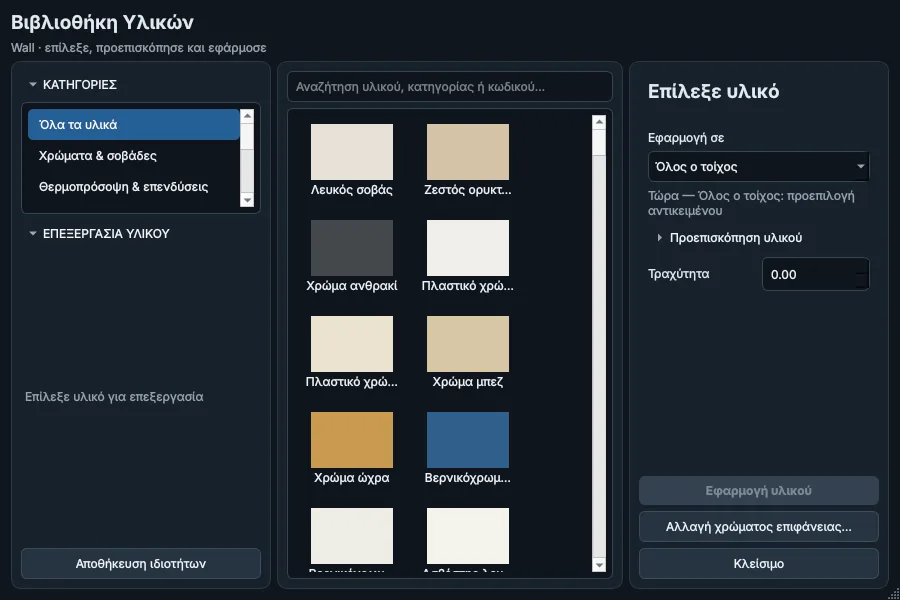 Βιβλιοθήκη Υλικών
Wall · επίλεξε, προεπισκόπησε και εφάρμοσε
ΚΑΤΗΓΟΡΙΕΣ
Όλα τα υλικά
Χρώματα & σοβάδες
Θερμοπρόσοψη & επενδύσεις
ΕΠΕΞΕΡΓΑΣΙΑ ΥΛΙΚΟΥ
Επίλεξε υλικό για επεξεργασία
Αποθήκευση ιδιοτήτων
Αναζήτηση υλικού, κατηγορίας ή κωδικού...
Λευκός σοβάς
Ζεστός ορυκτ...
Χρώμα ανθρακί
Πλαστικό χρώ...
Πλαστικό χρώ...
Χρώμα μπεζ
Χρώμα ώχρα
Βερνικόχρωμ...
Επίλεξε υλικό
Εφαρμογή σε
Όλος ο τοίχος
Τώρα — Όλος ο τοίχος: προεπιλογή
αντικειμένου
Προεπισκόπηση υλικού
Τραχύτητα
0.00
Εφαρμογή υλικού
Αλλαγή χρώματος επιφάνειας...
Κλείσιμο